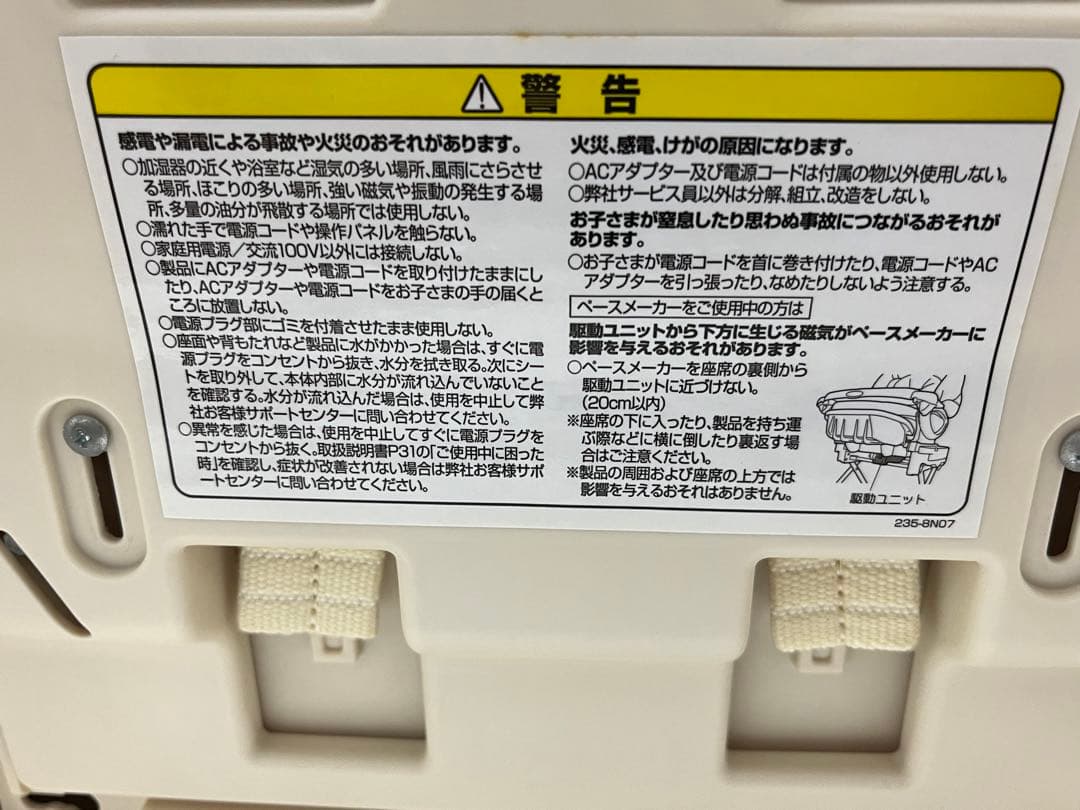 ⚠ 警告
感電や漏電による事故や火災のおそれがあります。
○加湿器の近くや浴室など湿気の多い場所、風雨にさらさせ
る場所、ほこりの多い場所、強い磁気や振動の発生する場
所、多量の油分が飛散する場所では使用しない。
○濡れた手で電源コードや操作パネルを触らない。
○家庭用電源/交流100V以外には接続しない。
○製品にACアダプターや電源コードを取り付けたままにし
たり、ACアダプターや電源コードをお子さまの手の届くと
ころに放置しない。
○電源プラグ部にゴミを付着させたまま使用しない。
○座面や背もたれなど製品に水がかかった場合は、すぐに電
源プラグをコンセントから抜き、水分を拭き取る。次にシー
トを取り外して、本体内部に水分が流れ込んでいないこと
を確認する。水分が流れ込んだ場合は、使用を中止して弊
社お客様サポートセンターに問い合わせてください。
○異常を感じた場合は、使用を中止してすぐに電源プラグを
コンセントから抜く。取扱説明書P31の「ご使用中に困った
時」を確認し、症状が改善されない場合は弊社お客様サポ
ートセンターに問い合わせてください。
火災、感電、けがの原因になります。
○ACアダプター及び電源コードは付属の物以外使用しない。
○弊社サービス員以外は分解、組立、改造をしない。
お子さまが窒息したり思わぬ事故につながるおそれが
あります。
○お子さまが電源コードを首に巻き付けたり、電源コードやAC
アダプターを引っ張ったり、なめたりしないよう注意する。
ペースメーカーをご使用中の方は
駆動ユニットから下方に生じる磁気がペースメーカーに
影響を与えるおそれがあります。
○ペースメーカーを座席の裏側から
駆動ユニットに近づけない。
(20cm以内)
※座席の下に入ったり、製品を持ち運
ぶ際などに横に倒したり裏返す場
合はご注意ください。
※製品の周囲および座席の上方では
影響を与えるおそれはありません。
駆動ユニット
235-8N07